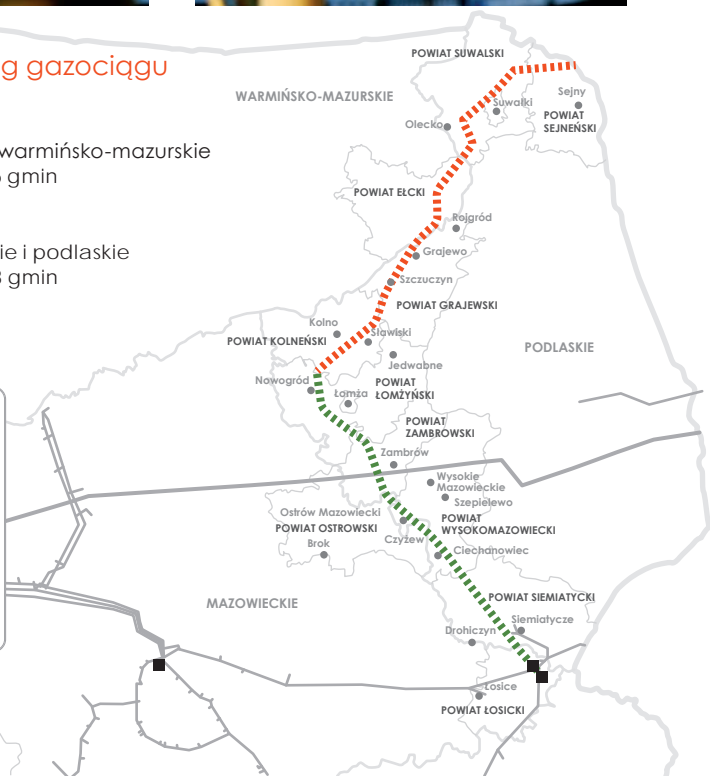 g gazociągu
warmińsko-mazurskie
gmin
ie i podlaskie
gmin
POWIAT SUWALSKI
WARMIŃSKO-MAZURSKIE
Sejny
Suwałki
POWIAT
SEJNEŃSKI
Olecko
POWIAT EŁCKI
Rajgród
Grajewo
Szczuczyn
POWIAT GRAJEWSKI
Kolno
Stawiski
POWIAT KOLNEŃSKI
PODLASKIE
Jedwabne
Nowogród
POWIAT
ŁOMŻYŃSKI
Łomża
POWIAT
ZAMBROWSKI
Zambrów
Wysokie
Mazowieckie
Szepielewo
Ostrów Mazowiecki
POWIAT OSTROWSKI
POWIAT
WYSOKOMAZOWIECKI
Czyżew
Brok
Ciechanowiec
MAZOWIECKIE
POWIAT SIEMIATYCKI
Siemiatycze
Drohiczyn
Łosice
POWIAT ŁOSICKI